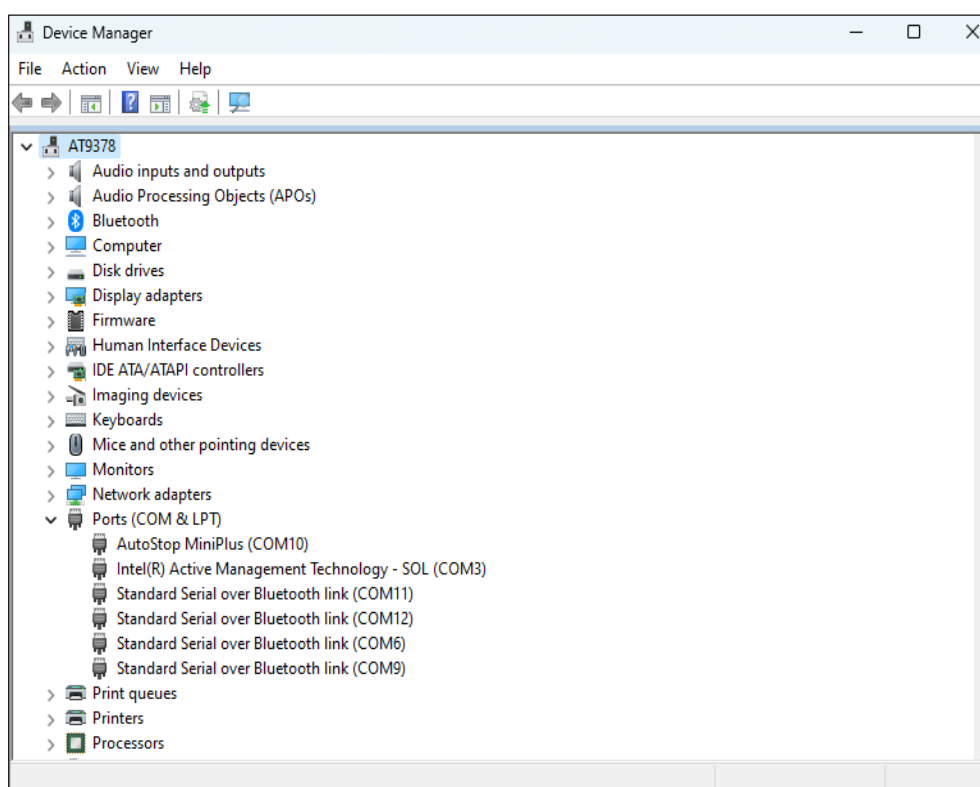 Device Manager
File Action View Help
AT9378
Audio inputs and outputs
Audio Processing Objects (APOs)
Bluetooth
Computer
Disk drives
Display adapters
Firmware
Human Interface Devices
IDE ATA/ATAPI controllers
Imaging devices
Keyboards
Mice and other pointing devices
Monitors
Network adapters
Ports (COM & LPT)
AutoStop MiniPlus (COM10)
Intel(R) Active Management Technology - SOL (COM3)
Standard Serial over Bluetooth link (COM11)
Standard Serial over Bluetooth link (COM12)
Standard Serial over Bluetooth link (COM6)
Standard Serial over Bluetooth link (COM9)
Print queues
Printers
Processors